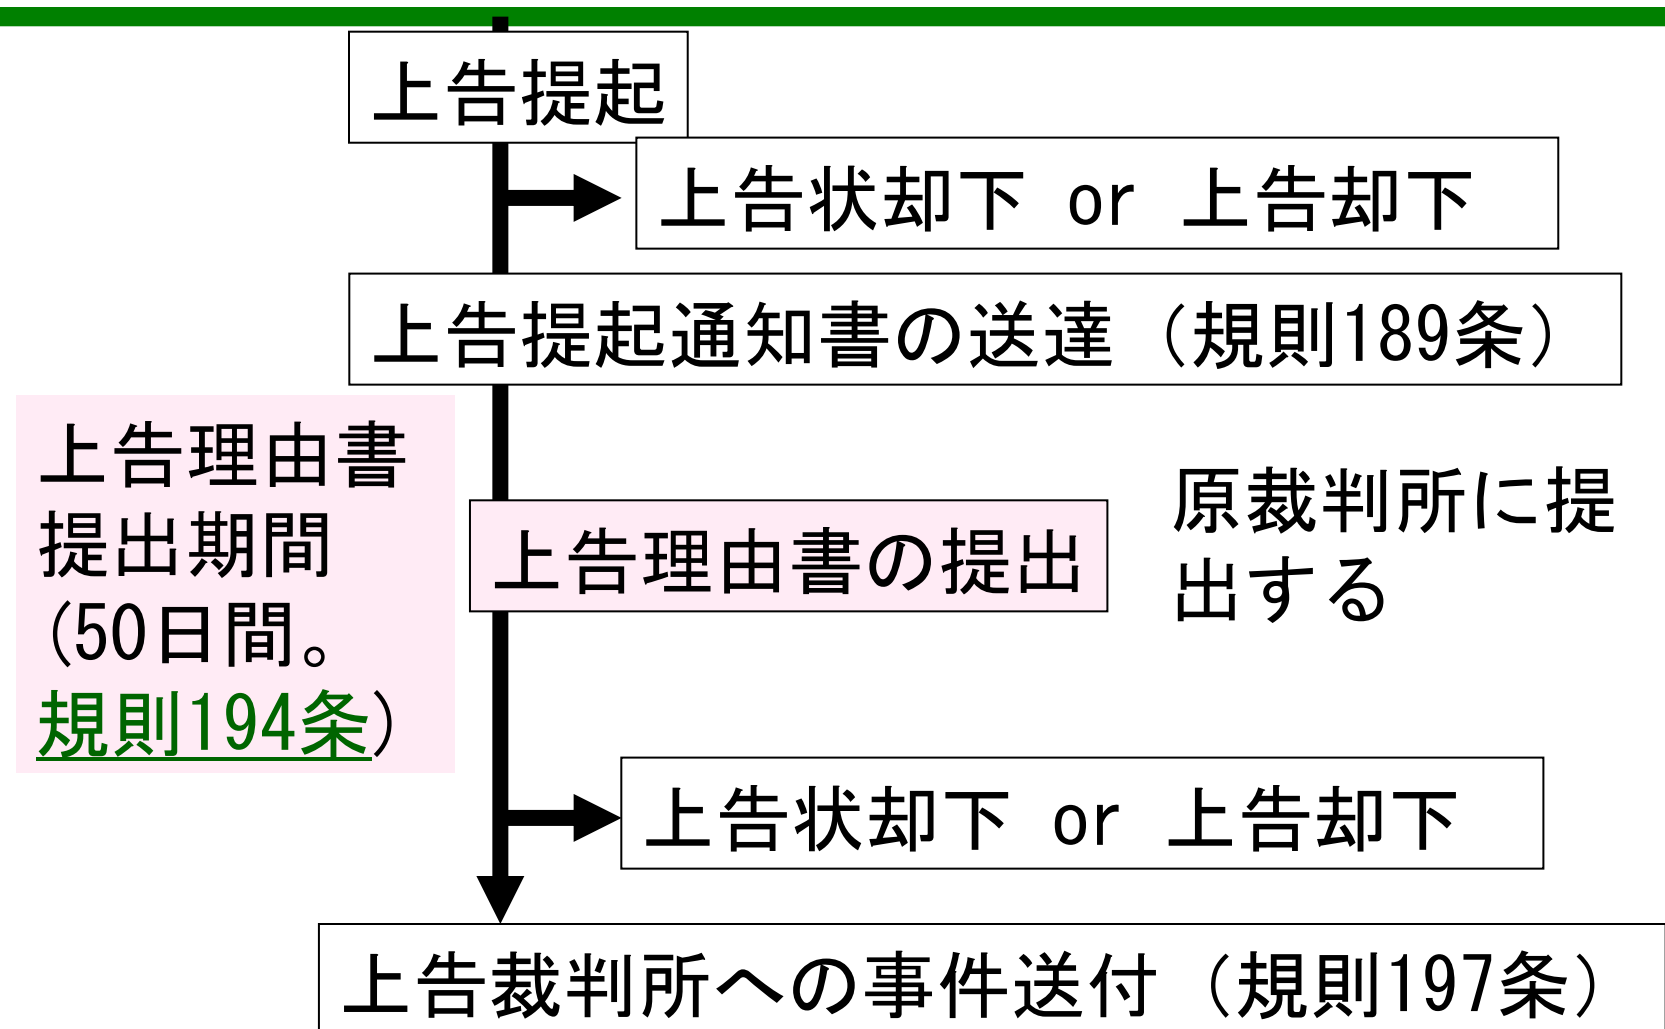 上告提起
上告状却下 or 上告却下
上告提起通知書の送達（規則189条）
上告理由書
提出期間
(50日間。
規則194条)
上告理由書の提出
原裁判所に提
出する
上告状却下 or 上告却下
上告裁判所への事件送付（規則197条）